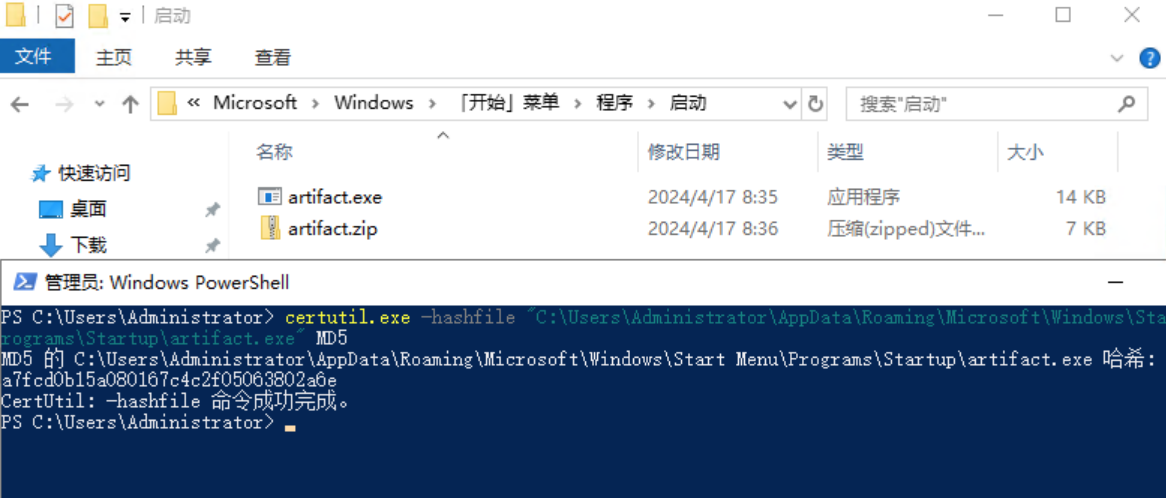 启动
文件 主页 共享 查看
« Microsoft › Windows › 「开始」菜单 › 程序 › 启动 搜索"启动"
名称 修改日期 类型 大小
快速访问
桌面
下载
artifact.exe 2024/4/17 8:35 应用程序 14 KB
artifact.zip 2024/4/17 8:36 压缩(zipped)文件... 7 KB
管理员: Windows PowerShell
PS C:\Users\Administrator> certutil.exe -hashfile "C:\Users\Administrator\AppData\Roaming\Microsoft\Windows\Sta
rograms\Startup\artifact.exe" MD5
MD5 的 C:\Users\Administrator\AppData\Roaming\Microsoft\Windows\Start Menu\Programs\Startup\artifact.exe 哈希:
a7fcd0b15a080167c4c2f05063802a6e
CertUtil: -hashfile 命令成功完成。
PS C:\Users\Administrator>